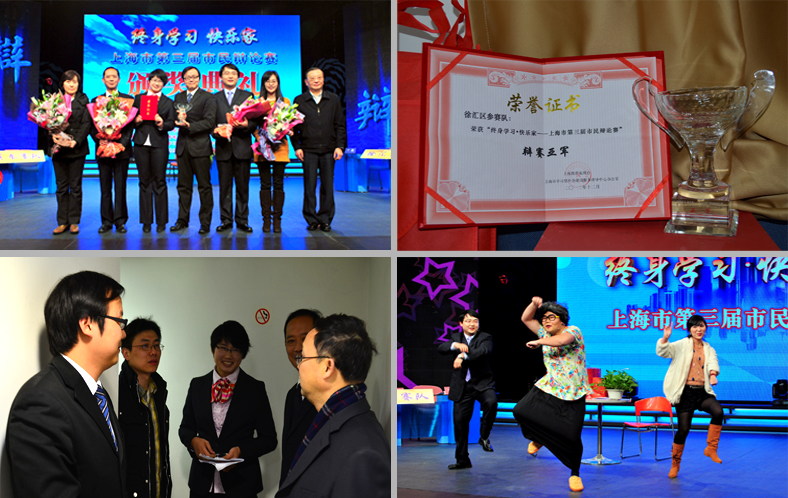 终身学习 快乐家
上海市第三届市民辩论赛
颁奖典礼
辩
辩
荣誉证书
徐汇区参赛队:
荣获“终身学习·快乐家——上海市第三届市民辩论赛”
辩赛亚军
终身学习·快
上海市第三届市民
赛队